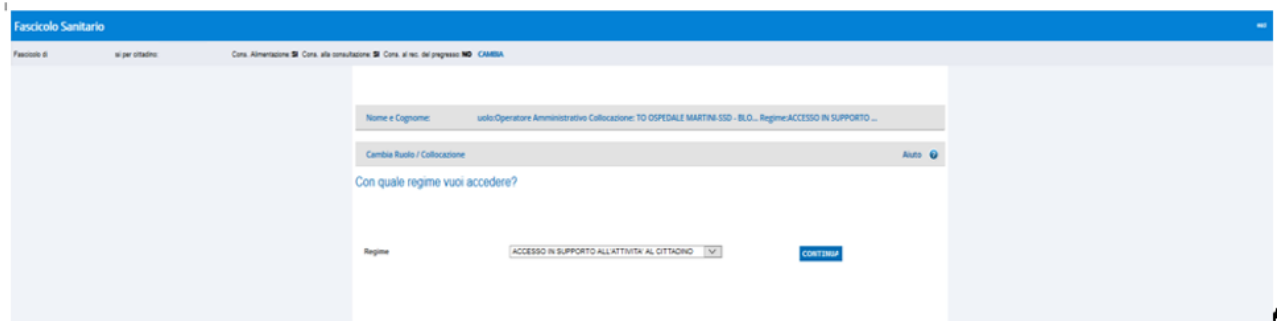 Fascicolo Sanitario
Fascicolo di si per cittadino: Cons. Alimentazione: SI Cons. alla consultazione: SI Cons. al rec. del pregresso: NO CAMBIA
Nome e Cognome: uolo:Operatore Amministrativo Collocazione: TO OSPEDALE MARTINI-SSD - BLO... Regime:ACCESSO IN SUPPORTO ...
Cambia Ruolo / Collocazione Aiuto ?
Con quale regime vuoi accedere?
Regime ACCESSO IN SUPPORTO ALL'ATTIVITA' AL CITTADINO CONTINUA